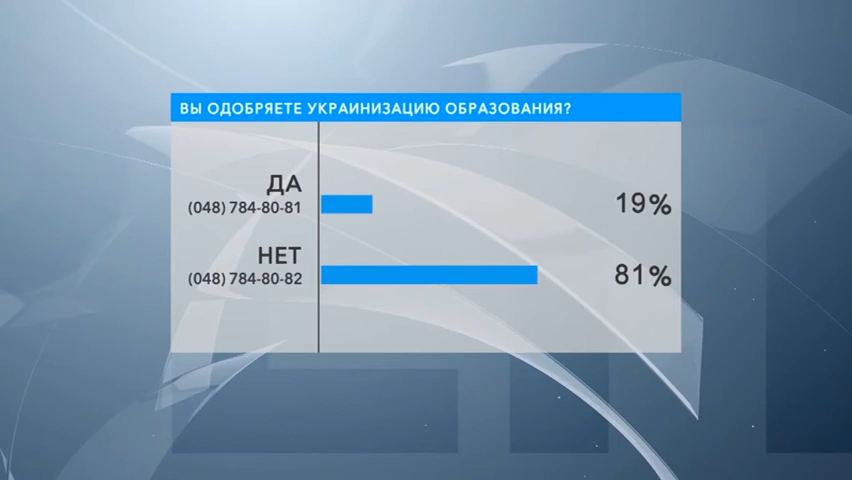 ВЫ ОДОБРЯЕТЕ УКРАИНИЗАЦИЮ ОБРАЗОВАНИЯ?
ДА
(048) 784-80-81
19%
НЕТ
(048) 784-80-82
81%